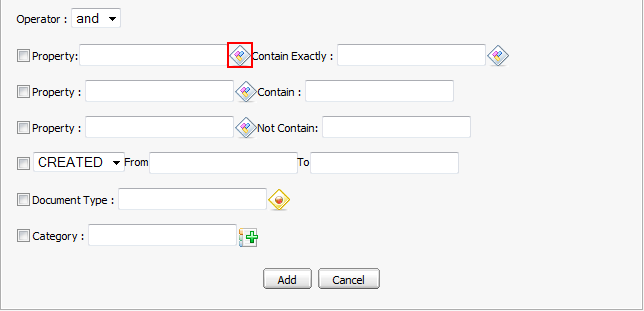 Operator : and
Property: Contain Exactly :
Property : Contain :
Property : Not Contain:
CREATED From To
Document Type :
Category :
Add Cancel